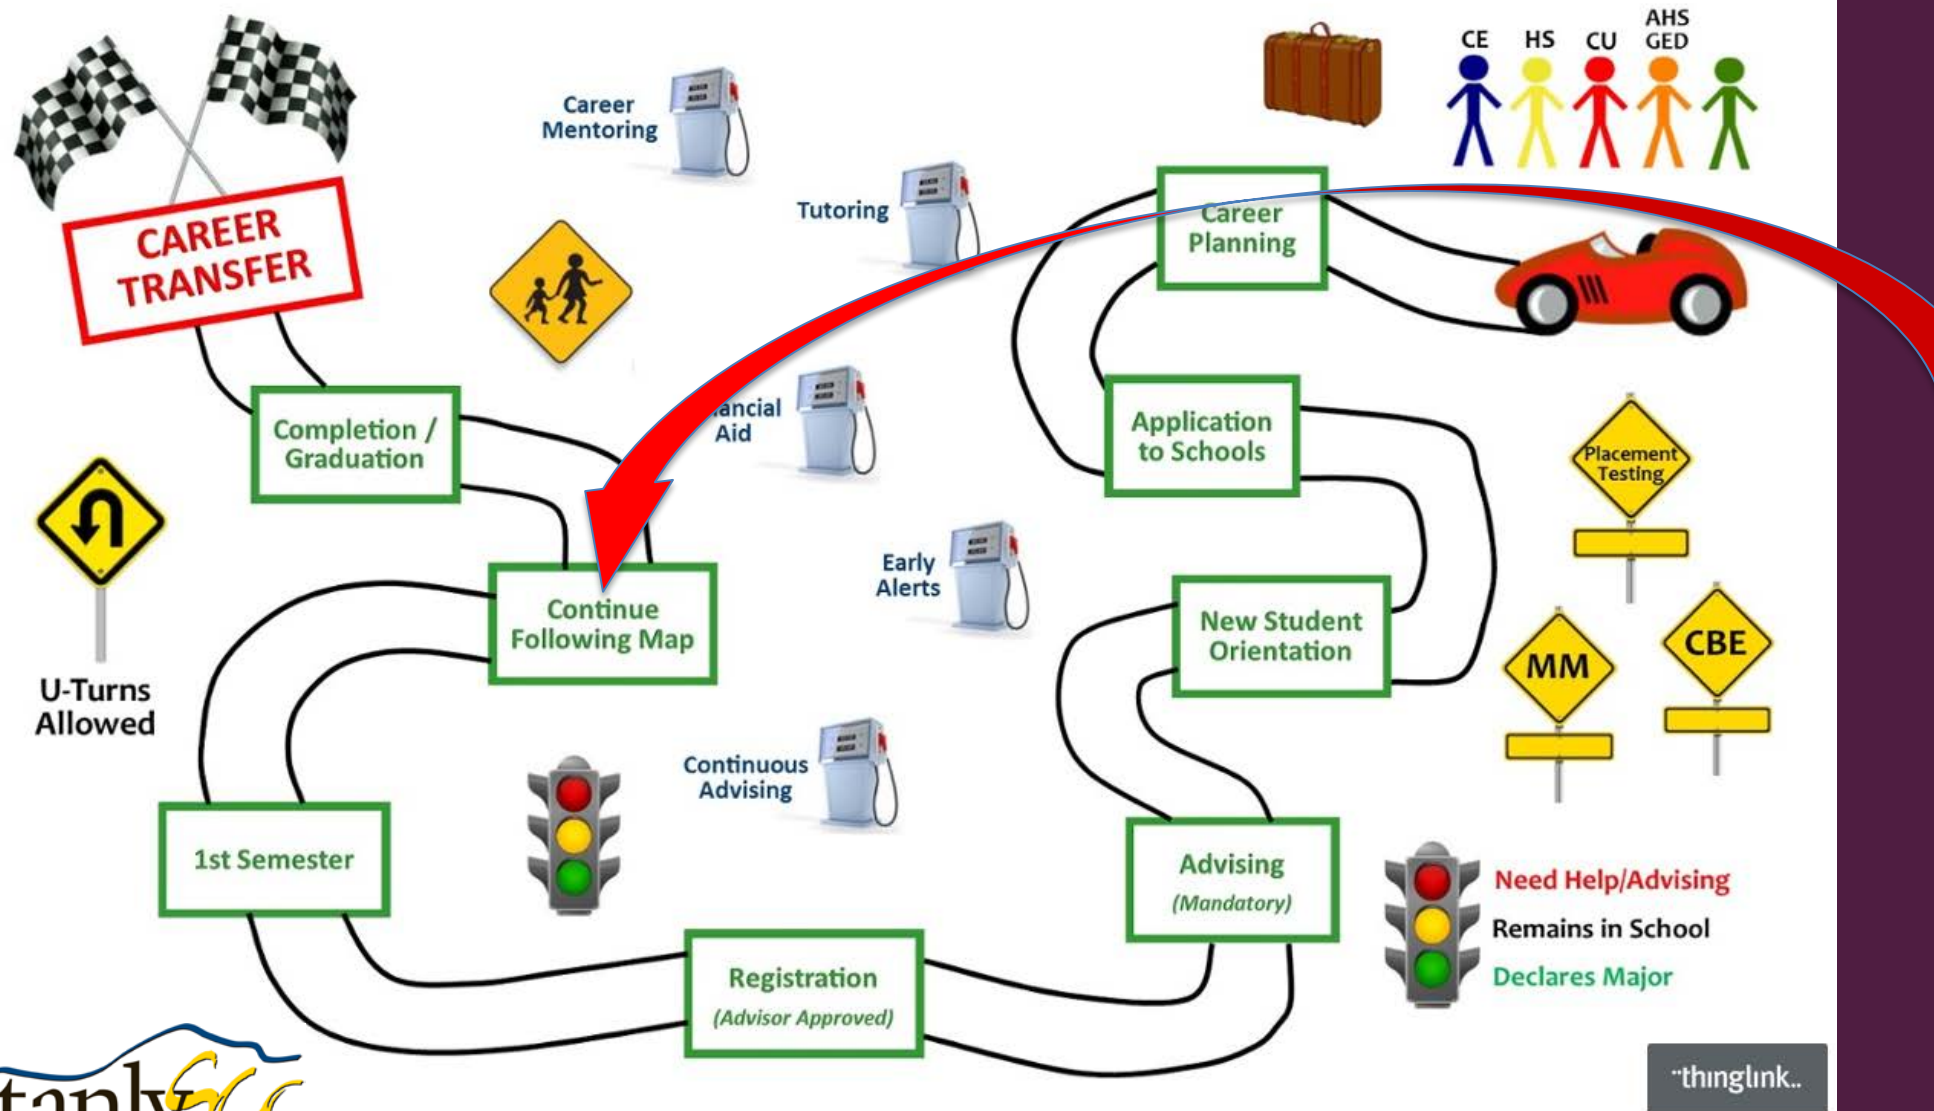 CE
HS
CU
AHS
GED
Career
Mentoring
Tutoring
Career
Planning
CAREER
TRANSFER
Aid
Application
to Schools
Completion /
Graduation
Placement
Testing
Early
Alerts
Continue
Following Map
New Student
Orientation
MM
CBE
U-Turns
Allowed
Continuous
Advising
1st Semester
Advising
(Mandatory)
Need Help/Advising
Remains in School
Declares Major
Registration
(Advisor Approved)
thinglink..